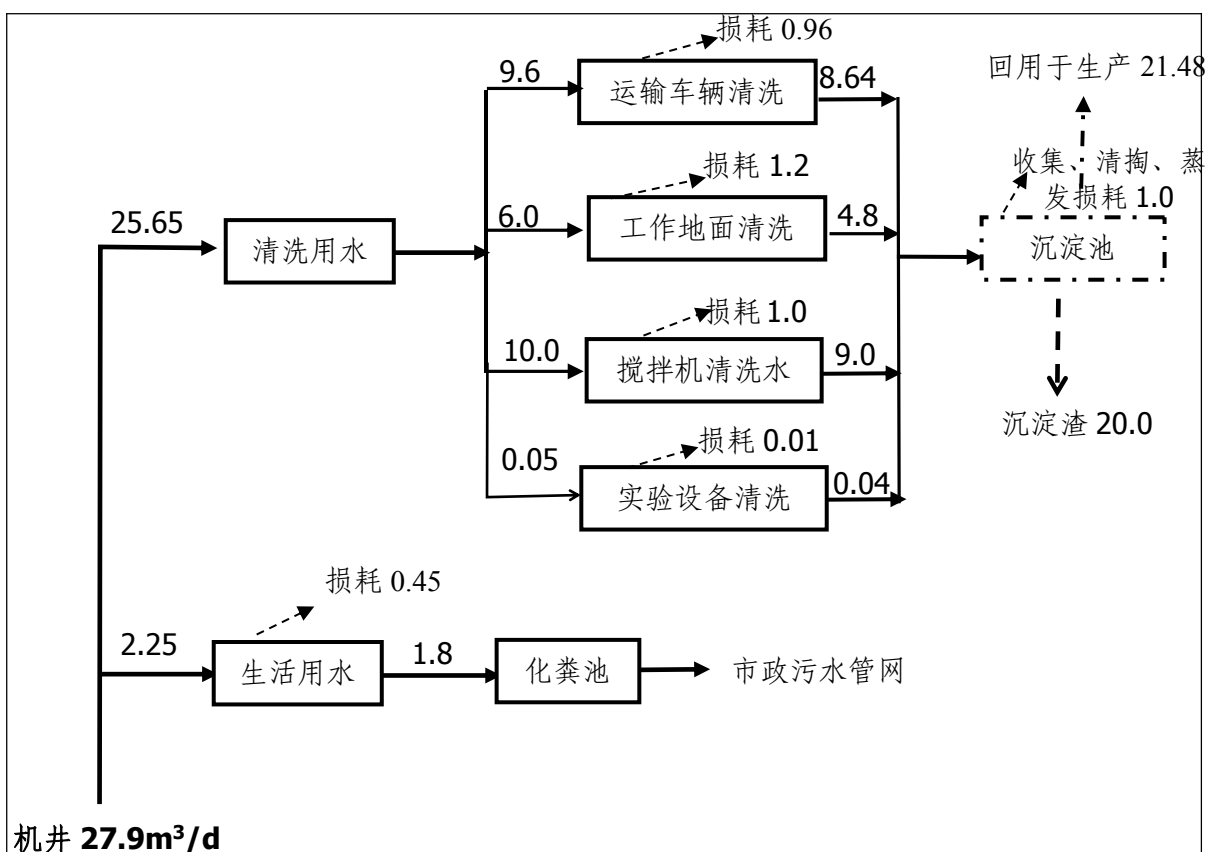 损耗 0.96
9.6
运输车辆清洗
8.64
回用于生产 21.48
损耗 1.2
收集、清掏、蒸
发损耗 1.0
25.65
清洗用水
6.0
工作地面清洗
4.8
沉淀池
损耗 1.0
10.0
搅拌机清洗水
9.0
沉淀渣 20.0
损耗 0.01
0.05
实验设备清洗
0.04
损耗 0.45
2.25
生活用水
1.8
化粪池
市政污水管网
机井 27.9m³/d